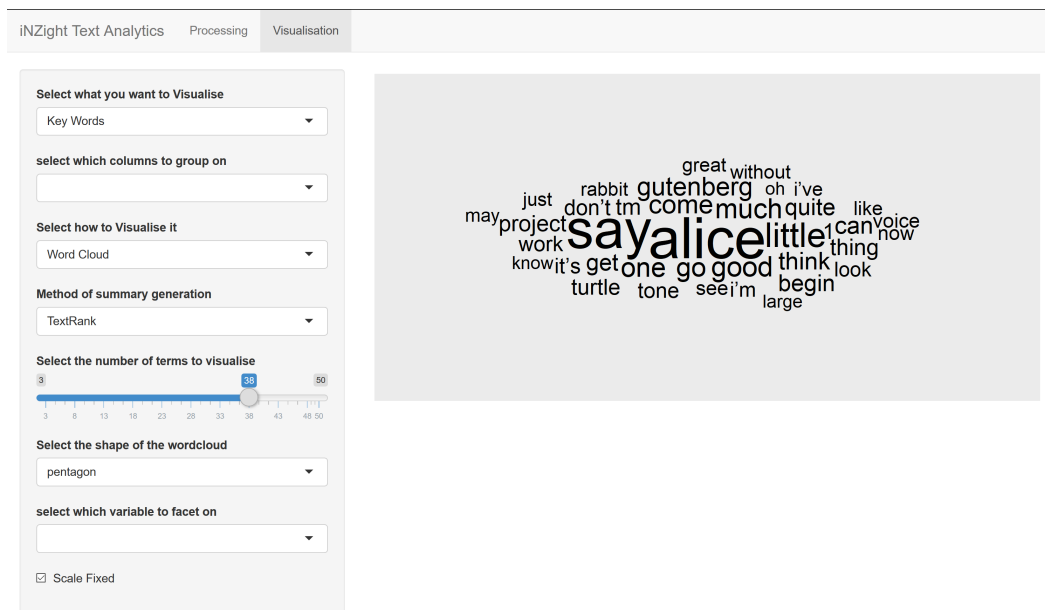 iNZight Text Analytics Processing Visualisation
Select what you want to Visualise
Key Words
select which columns to group on
Select how to Visualise it
Word Cloud
Method of summary generation
TextRank
Select the number of terms to visualise
3 38 50
3 8 13 18 23 28 33 38 43 48 50
Select the shape of the wordcloud
pentagon
select which variable to facet on
Scale Fixed
great without
rabbit gutenberg oh i've
just don't tm come much quite like
may project say alice little 1 can voice
work thing now
know it's get one go good think look
turtle tone see i'm begin
large